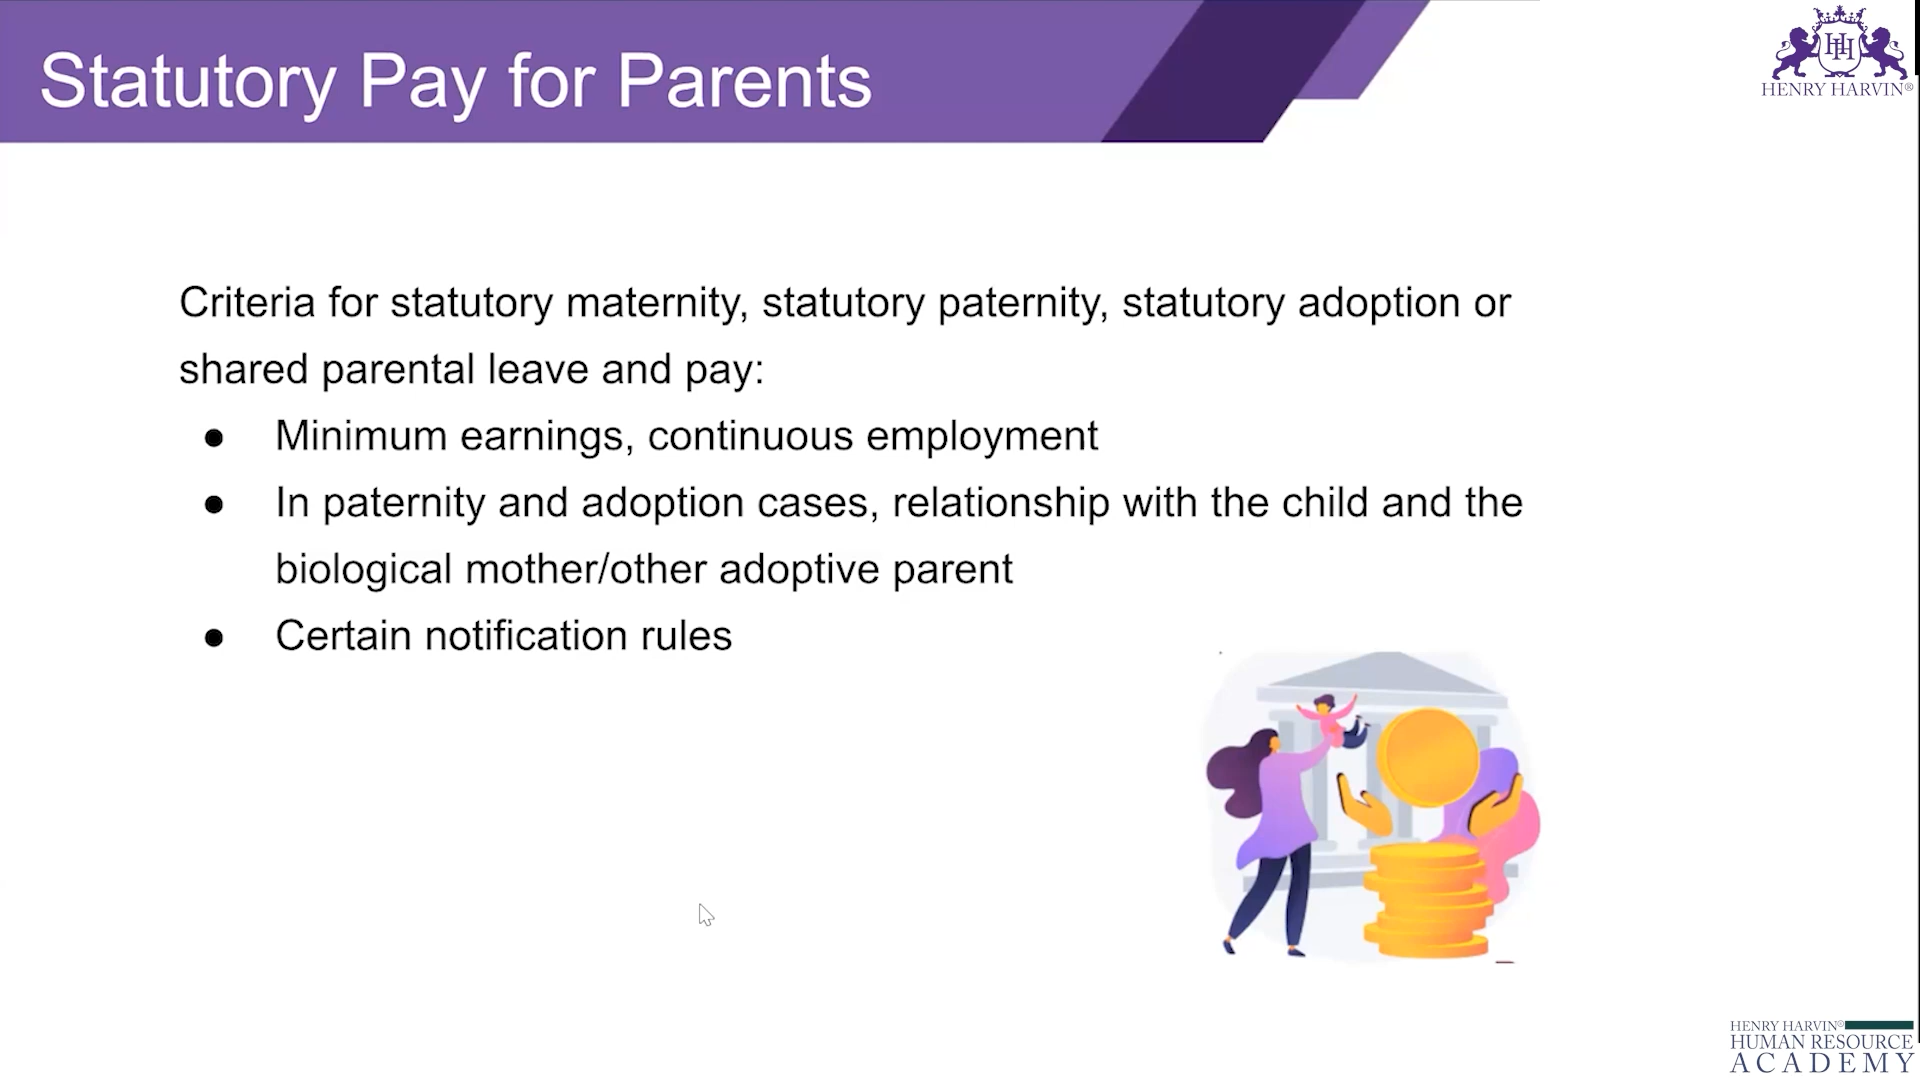 Statutory Pay for Parents
HH
HENRY HARVIN®
Criteria for statutory maternity, statutory paternity, statutory adoption or
shared parental leave and pay:
● Minimum earnings, continuous employment
● In paternity and adoption cases, relationship with the child and the
biological mother/other adoptive parent
● Certain notification rules
HENRY HARVIN®
HUMAN RESOURCE
ACADEMY